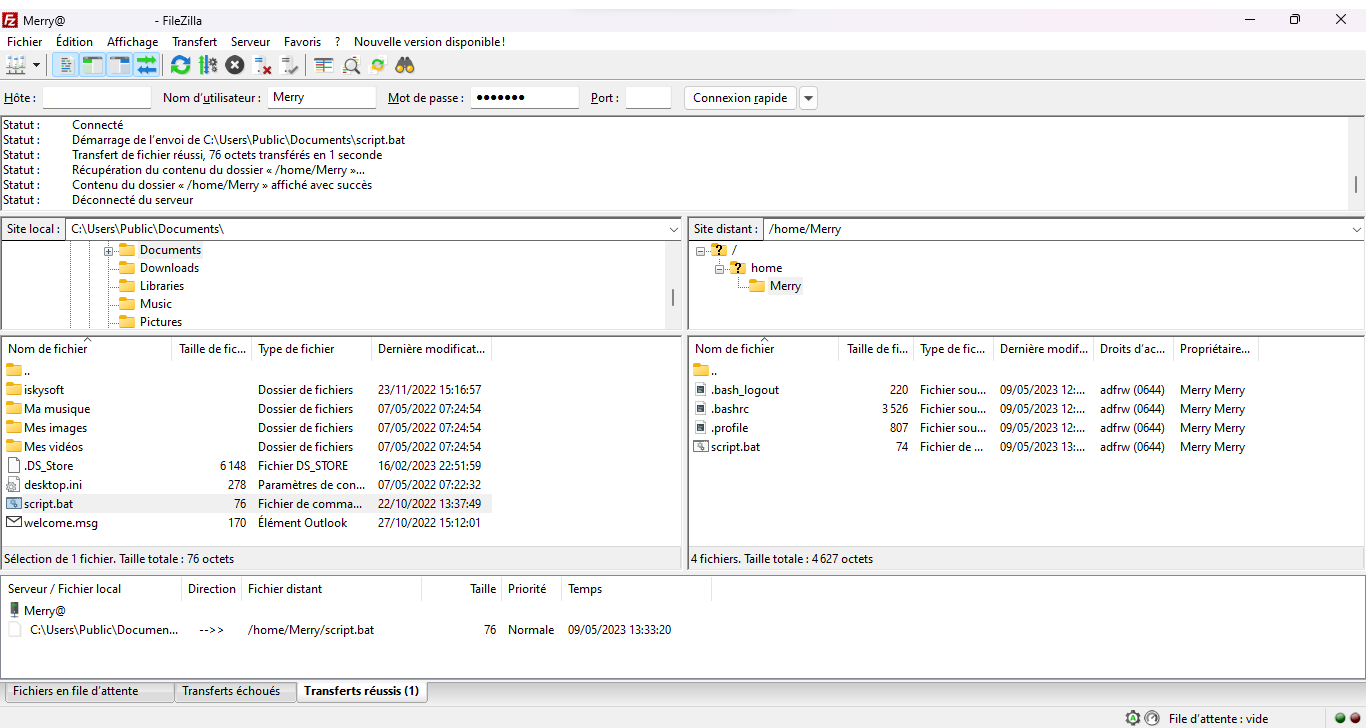 Merry@ - FileZilla
Fichier Édition Affichage Transfert Serveur Favoris ? Nouvelle version disponible!
Hôte : Nom d'utilisateur : Merry Mot de passe : ●●●●●●● Port : Connexion rapide
Statut : Connecté
Statut : Démarrage de l'envoi de C:\Users\Public\Documents\script.bat
Statut : Transfert de fichier réussi, 76 octets transférés en 1 seconde
Statut : Récupération du contenu du dossier « /home/Merry »...
Statut : Contenu du dossier « /home/Merry » affiché avec succès
Statut : Déconnecté du serveur
Site local : C:\Users\Public\Documents\
Documents
Downloads
Libraries
Music
Pictures
Site distant : /home/Merry
/
home
Merry
Nom de fichier Taille de fic... Type de fichier Dernière modificat...
..
iskysoft Dossier de fichiers 23/11/2022 15:16:57
Ma musique Dossier de fichiers 07/05/2022 07:24:54
Mes images Dossier de fichiers 07/05/2022 07:24:54
Mes vidéos Dossier de fichiers 07/05/2022 07:24:54
.DS_Store 6 148 Fichier DS_STORE 16/02/2023 22:51:59
desktop.ini 278 Paramètres de con... 07/05/2022 07:22:32
script.bat 76 Fichier de comma... 22/10/2022 13:37:49
welcome.msg 170 Élément Outlook 27/10/2022 15:12:01
Sélection de 1 fichier. Taille totale : 76 octets
Nom de fichier Taille de fi... Type de fic... Dernière modif... Droits d'ac... Propriétaire...
..
.bash_logout 220 Fichier sou... 09/05/2023 12:... adfrw (0644) Merry Merry
.bashrc 3 526 Fichier sou... 09/05/2023 12:... adfrw (0644) Merry Merry
.profile 807 Fichier sou... 09/05/2023 12:... adfrw (0644) Merry Merry
script.bat 74 Fichier de ... 09/05/2023 13:... adfrw (0644) Merry Merry
4 fichiers. Taille totale : 4 627 octets
Serveur / Fichier local Direction Fichier distant Taille Priorité Temps
Merry@
C:\Users\Public\Documen... -->> /home/Merry/script.bat 76 Normale 09/05/2023 13:33:20
Fichiers en file d'attente Transferts échoués Transferts réussis (1)
File d'attente : vide